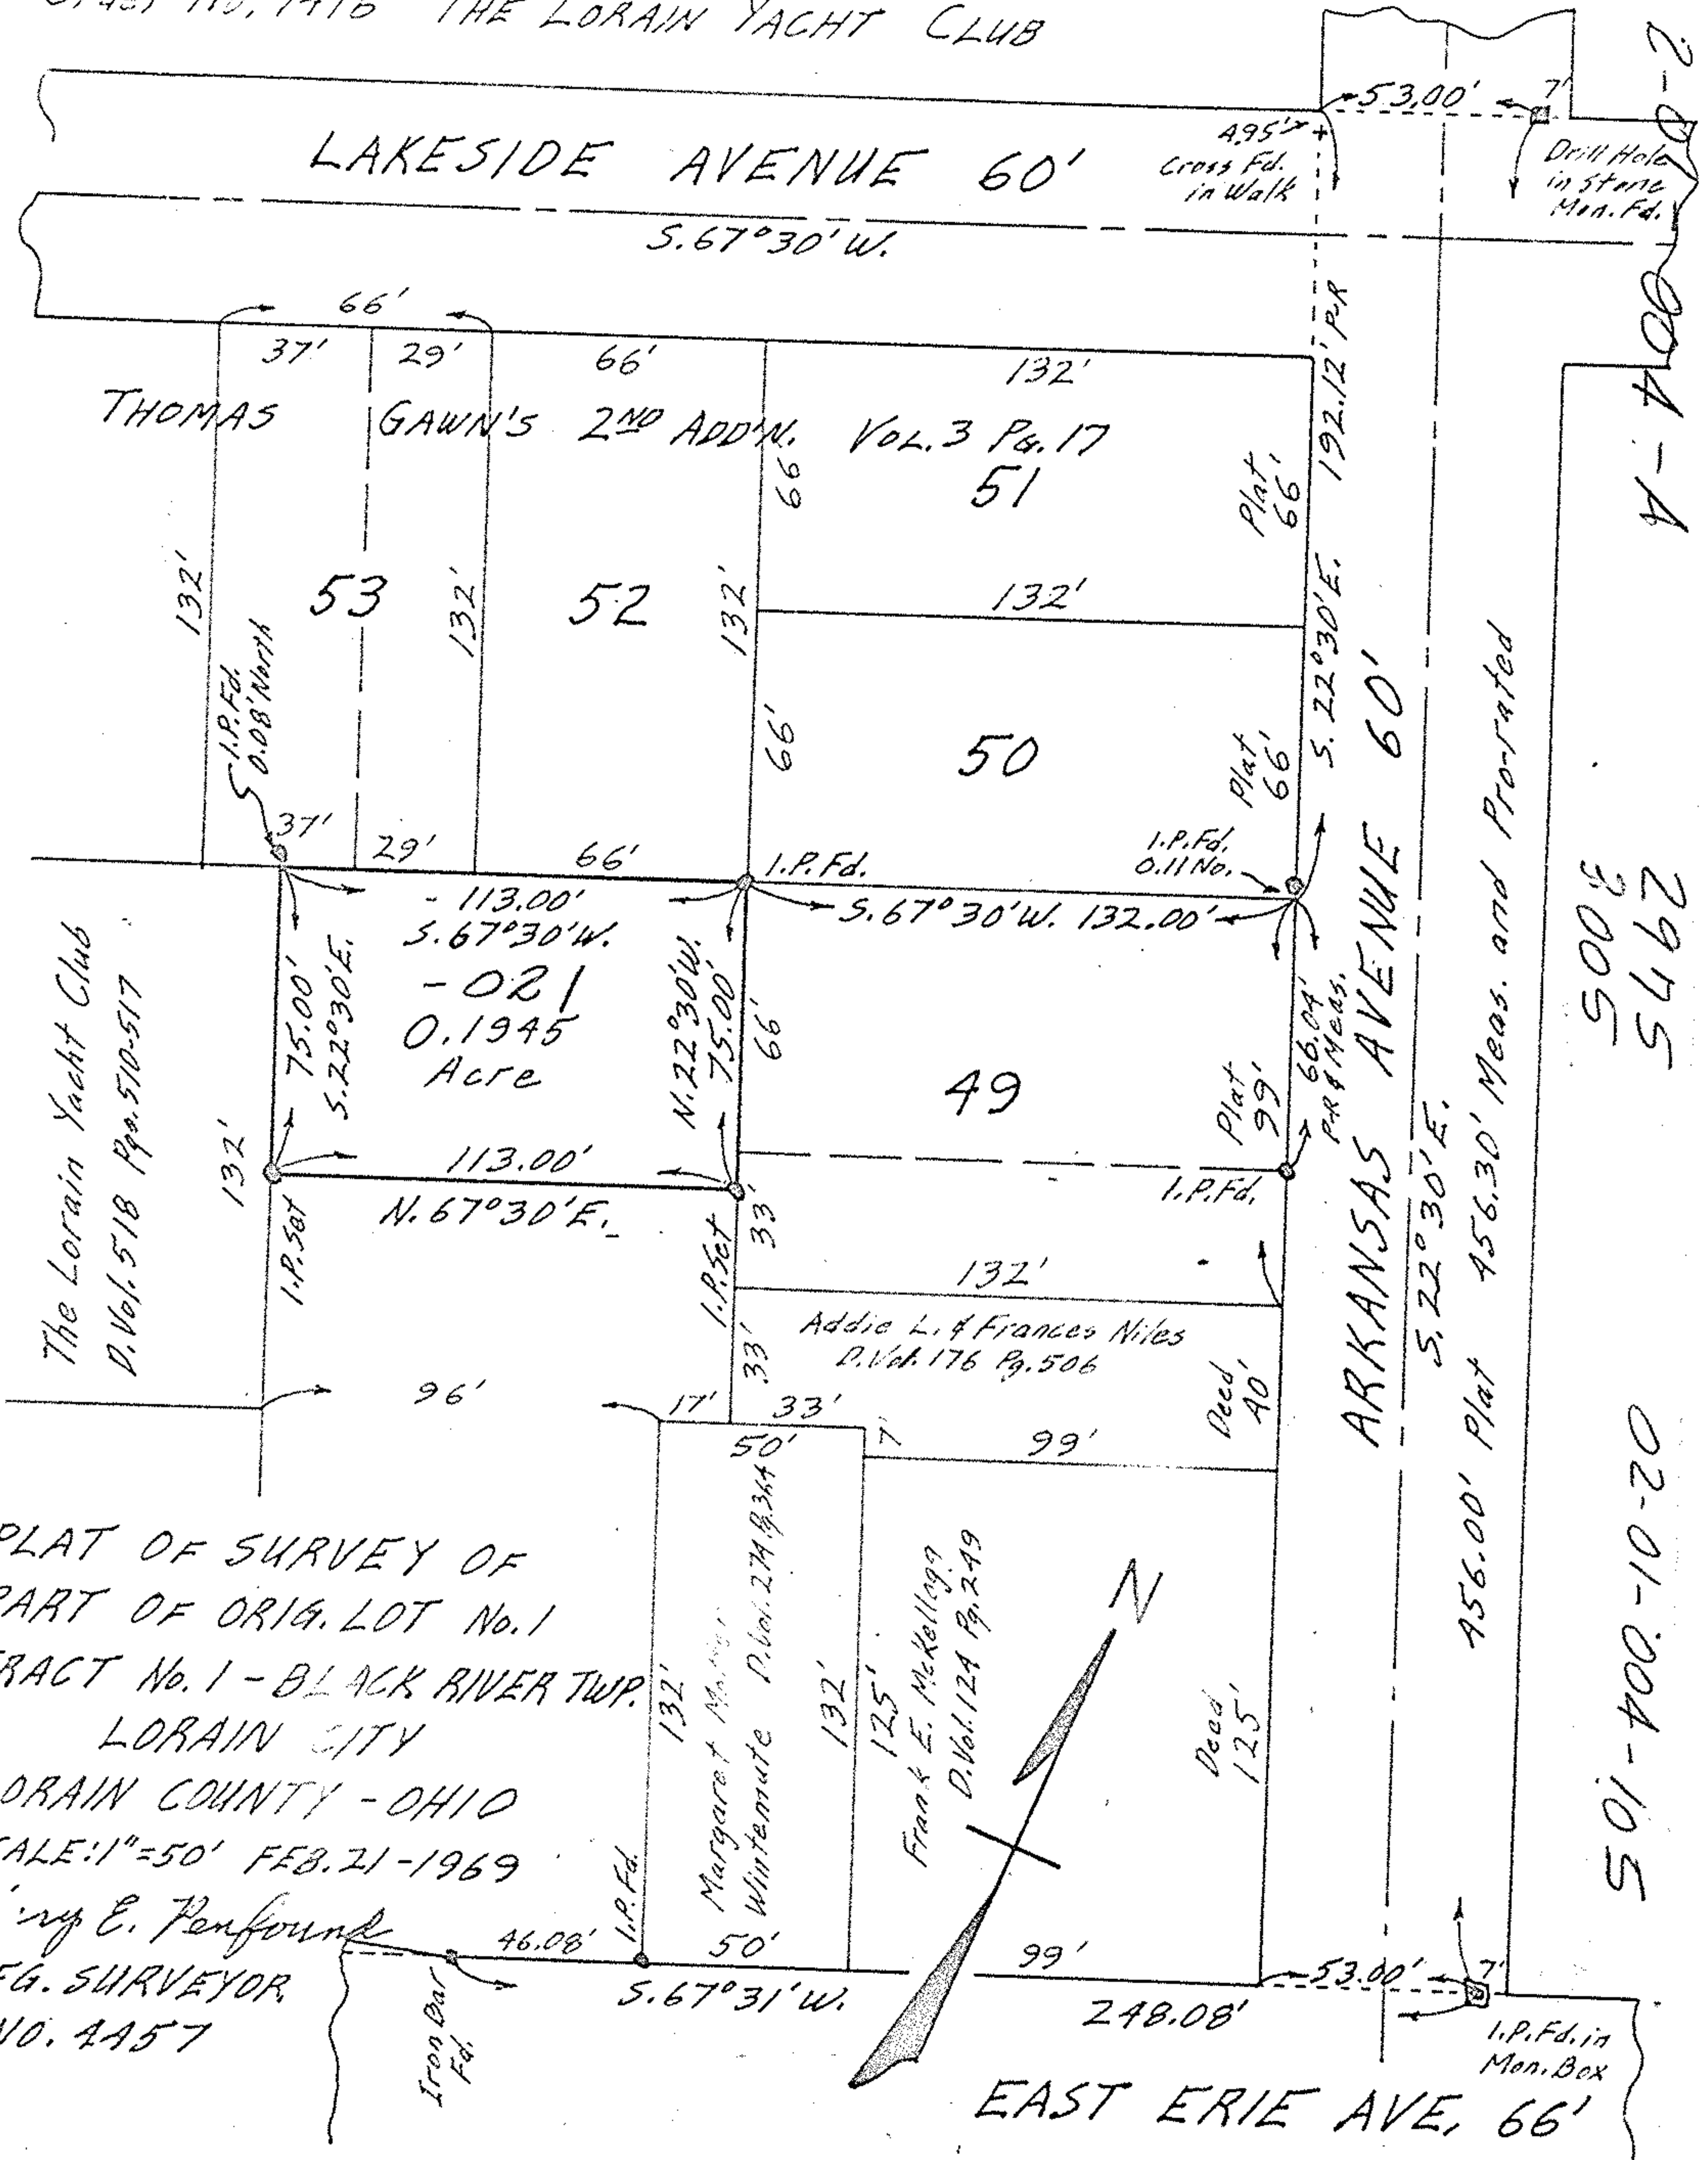 No. 1416 THE LORAIN YACHT CLUB
53.00'
7'
4.95'
Cross Fd.
in Walk
Drill Hole
in Stone
Mon. Fd.
LAKESIDE AVENUE 60'
S. 67°30' W.
66'
37'
29'
66'
132'
THOMAS GAWN'S 2ND ADD'N. VOL. 3 PG. 17
192.12' P-R
66'
51
Plat
66'
132'
53
132'
52
132'
132'
S. 22°30' E.
I.P. Fd.
0.08' North
66'
50
Plat
66'
37'
29'
66'
I.P. Fd.
I.P. Fd.
0.11 No.
113.00'
S. 67°30' W.
S. 67°30' W. 132.00'
75.00'
S. 22°30' E.
-021
0.1945
Acre
N. 22°30' W.
75.00'
66'
49
Plat
99'
66.04'
P-R & Meas.
The Lorain Yacht Club
D. Vol. 518 Pgs. 510-517
132'
113.00'
N. 67°30' E.
I.P. Set
I.P. Set
33'
I.P. Fd.
132'
Addie L. & Frances Niles
D. Vol. 176 Pg. 506
33'
Deed
40'
96'
17'
33'
50'
7'
99'
ARKANSAS AVENUE 60'
S. 22°30' E.
456.00' Plat 456.30' Meas. and Pro-rated
PLAT OF SURVEY OF
PART OF ORIG. LOT No. 1
TRACT No. 1 - BLACK RIVER TWP.
LORAIN CITY
LORAIN COUNTY - OHIO
SCALE: 1" = 50' FEB. 21 - 1969
E. Penfound
REG. SURVEYOR
NO. 4457
132'
Margaret
Wintemute D. Vol. 274 Pg. 364
132'
125'
Frank E. McKellogg
D. Vol. 124 Pg. 249
N
Deed
125'
I.P. Fd.
46.08'
Iron Bar
Fd.
50'
S. 67°31' W.
99'
248.08'
53.00'
7'
I.P. Fd. in
Mon. Box
EAST ERIE AVE. 66'
904-A
2975
3005
02-01-004-105